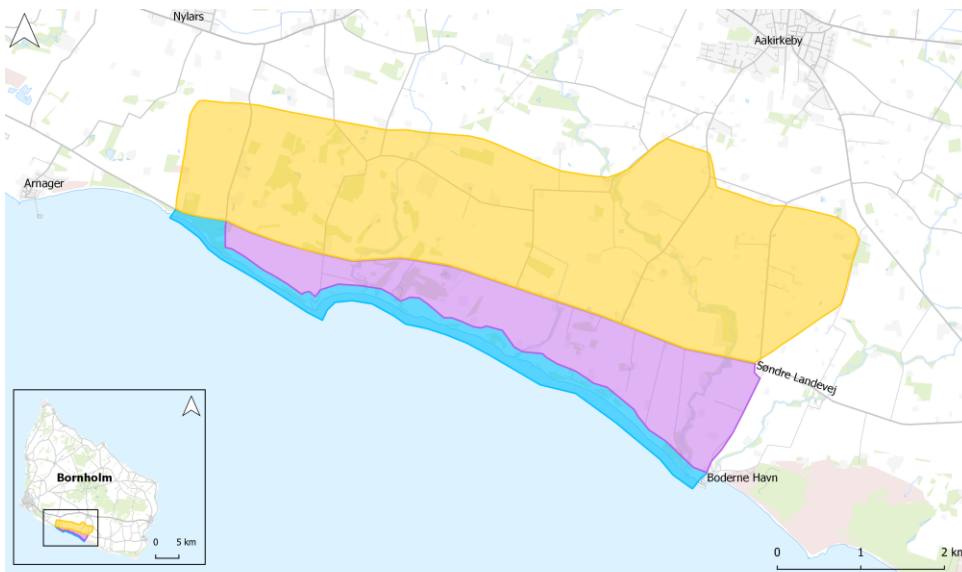 Nylars
Aakirkeby
Arnager
Søndre Landevej
Boderne Havn
Bornholm
0 5 km
0 1 2 km